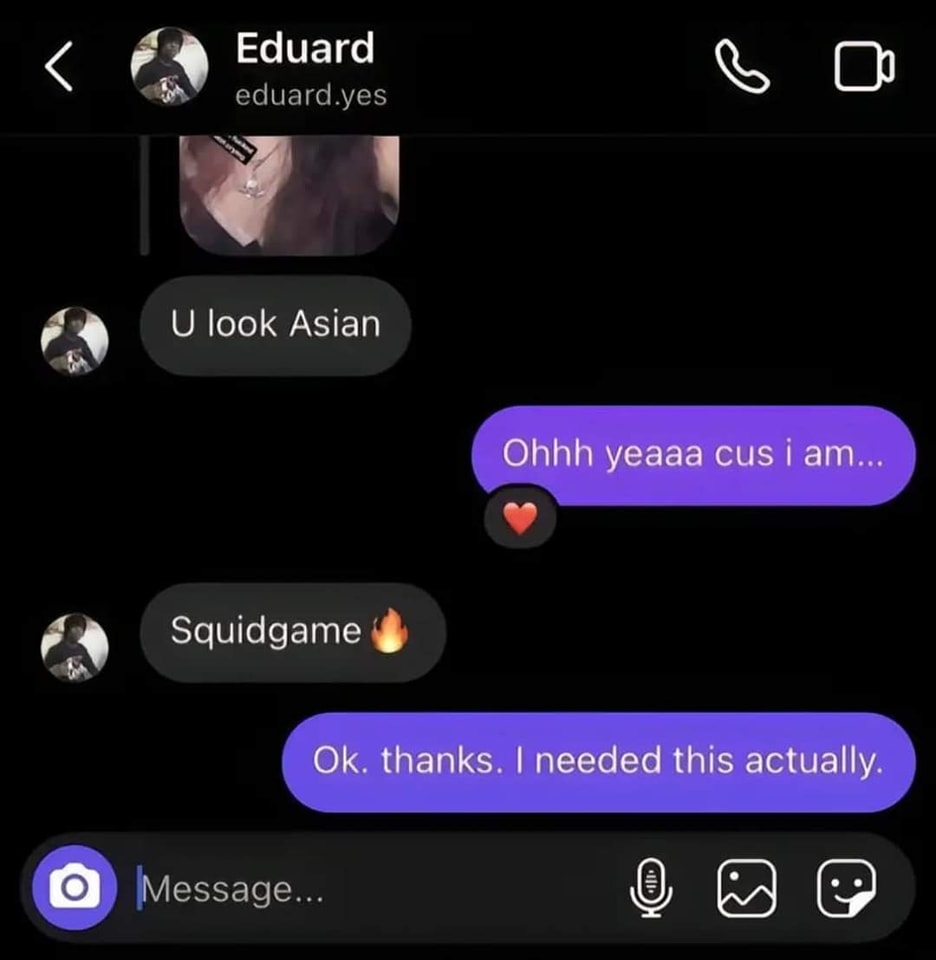 Eduard
eduard.yes
U look Asian
Ohhh yeaaa cus i am...
Squidgame🔥
Ok. thanks. I needed this actually.
Message...